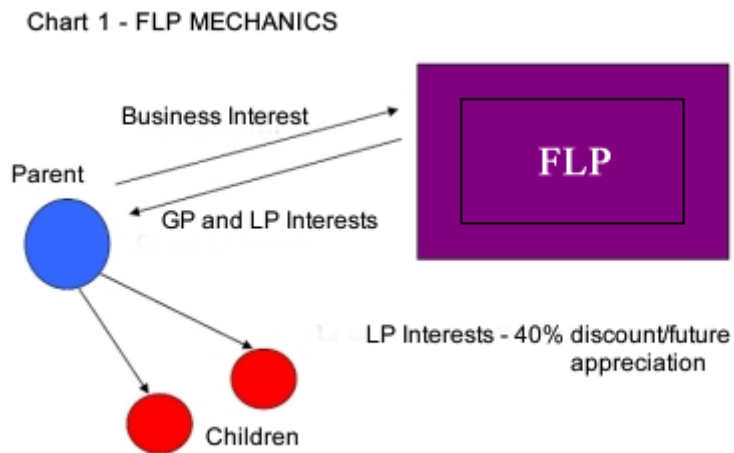 Chart 1 - FLP MECHANICS
Business Interest
FLP
Parent
GP and LP Interests
LP Interests - 40% discount/future
appreciation
Children